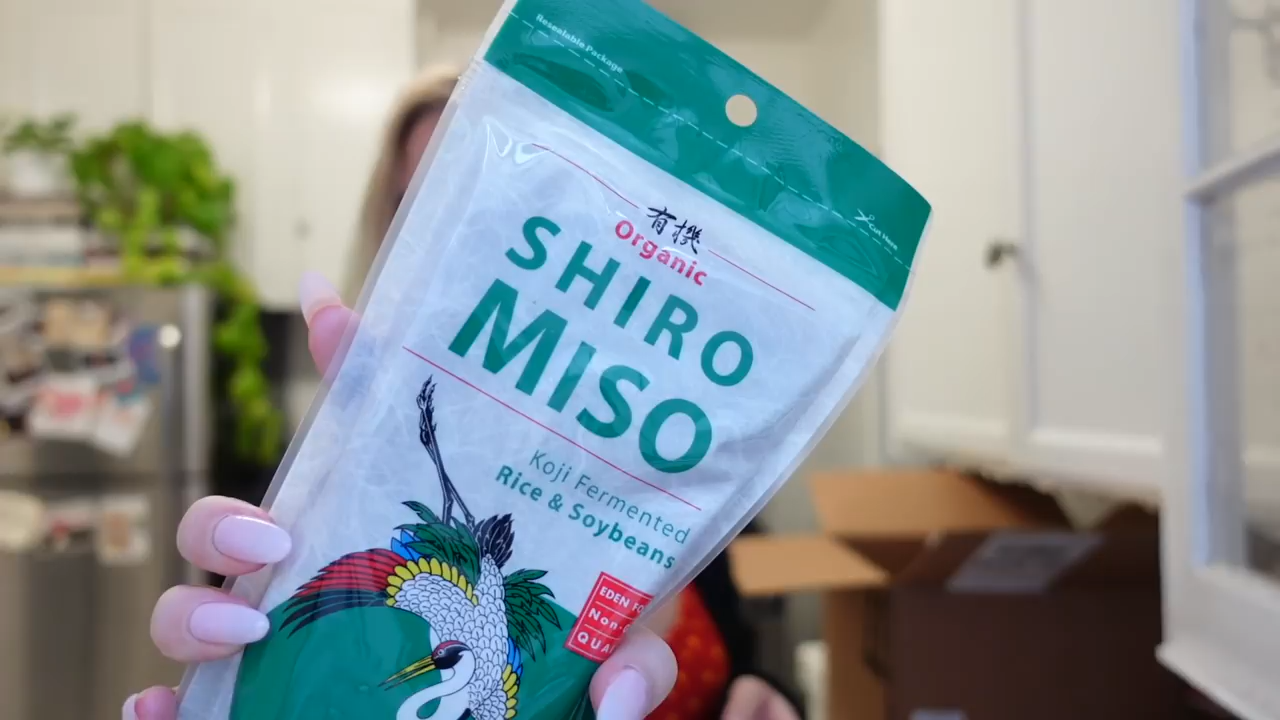 Resealable Package
Cut Here
有機
Organic
SHIRO
MISO
Koji Fermented
Rice & Soybeans
EDEN